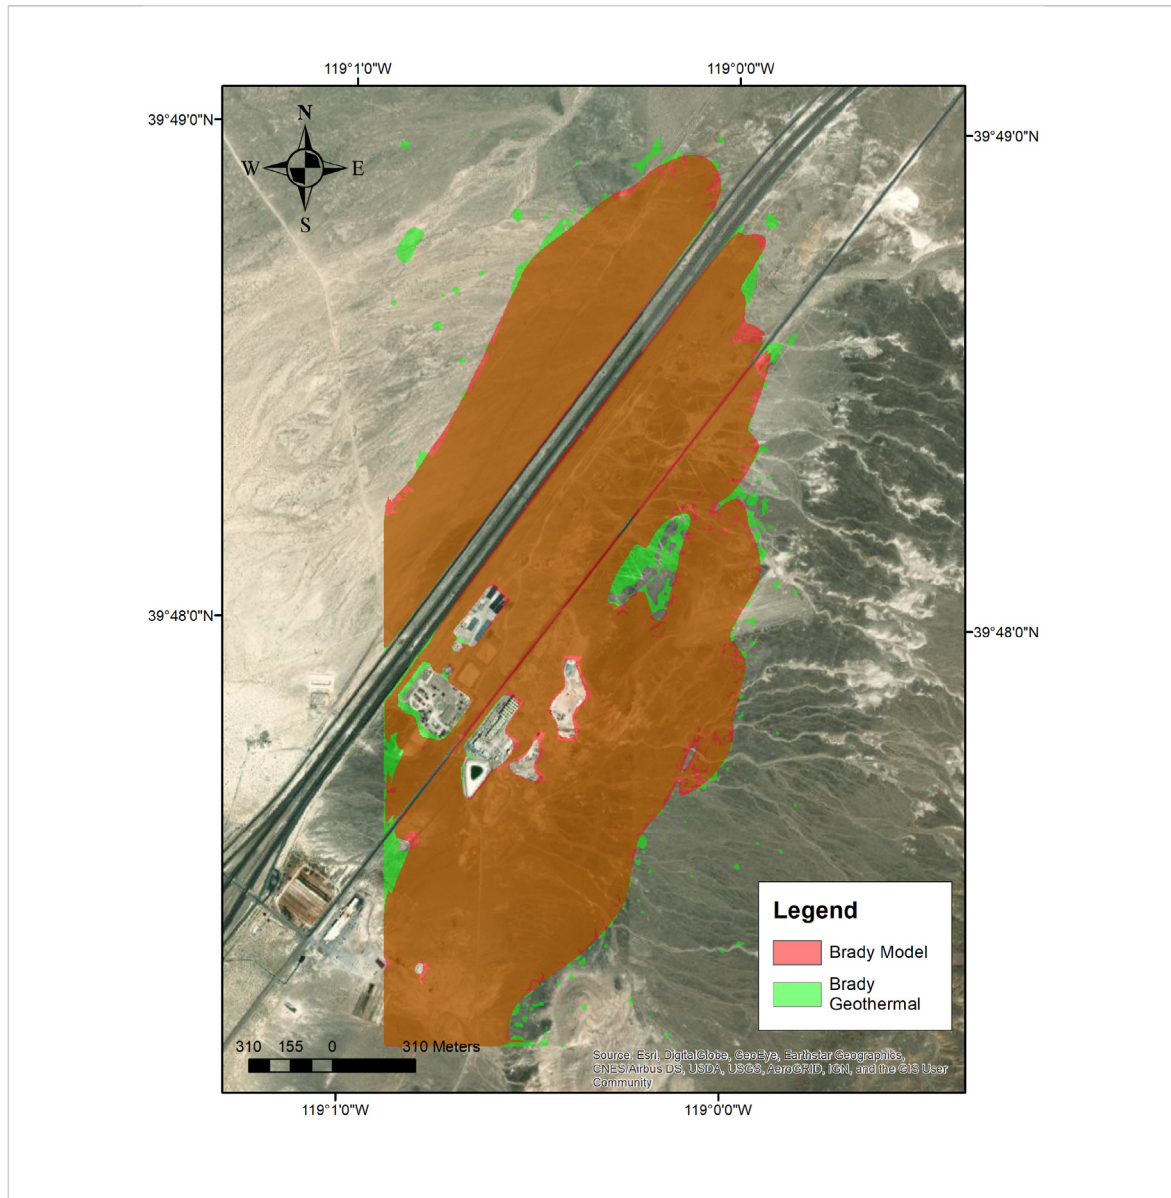 119°1'0"W 119°0'0"W
39°49'0"N
39°49'0"N
N
W E
S
39°48'0"N
39°48'0"N
Legend
Brady Model
Brady
Geothermal
310 155 0 310 Meters
Source: Esri, DigitalGlobe, GeoEye, Earthstar Geographics,
CNES/Airbus DS, USDA, USGS, AeroGRID, IGN, and the GIS User
Community
119°1'0"W 119°0'0"W